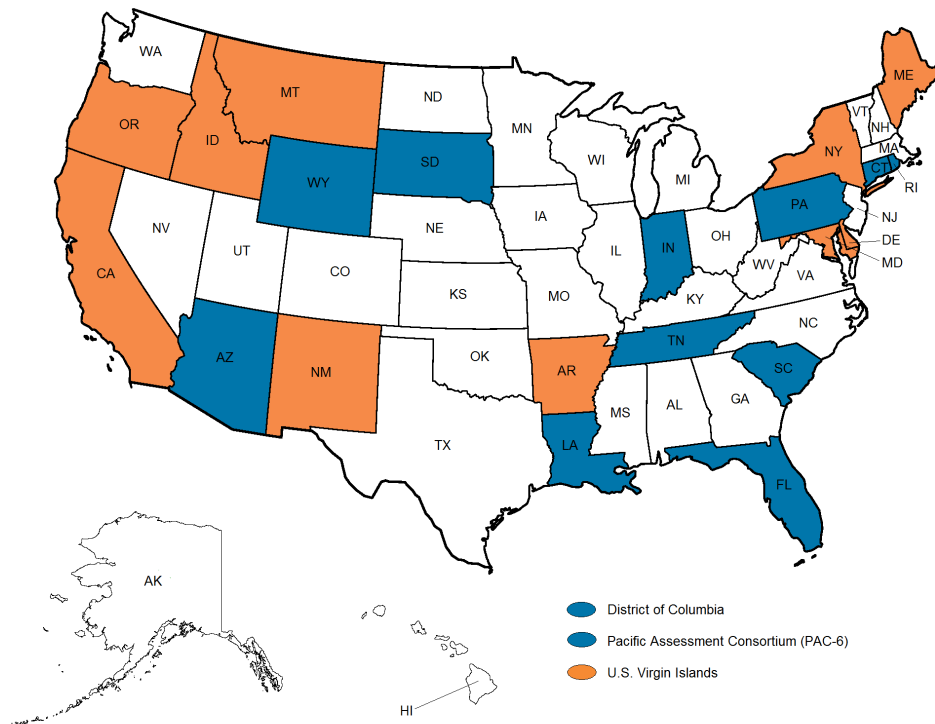 WA
MT
ND
MN
ME
VT
NH
OR
ID
SD
WI
NY
MA
WY
MI
CT
RI
PA
NJ
NV
UT
NE
IA
IL
IN
OH
DE
MD
WV
VA
CA
CO
KS
MO
KY
NC
AZ
NM
OK
AR
TN
SC
TX
LA
MS
AL
GA
FL
AK
HI
District of Columbia
Pacific Assessment Consortium (PAC-6)
U.S. Virgin Islands